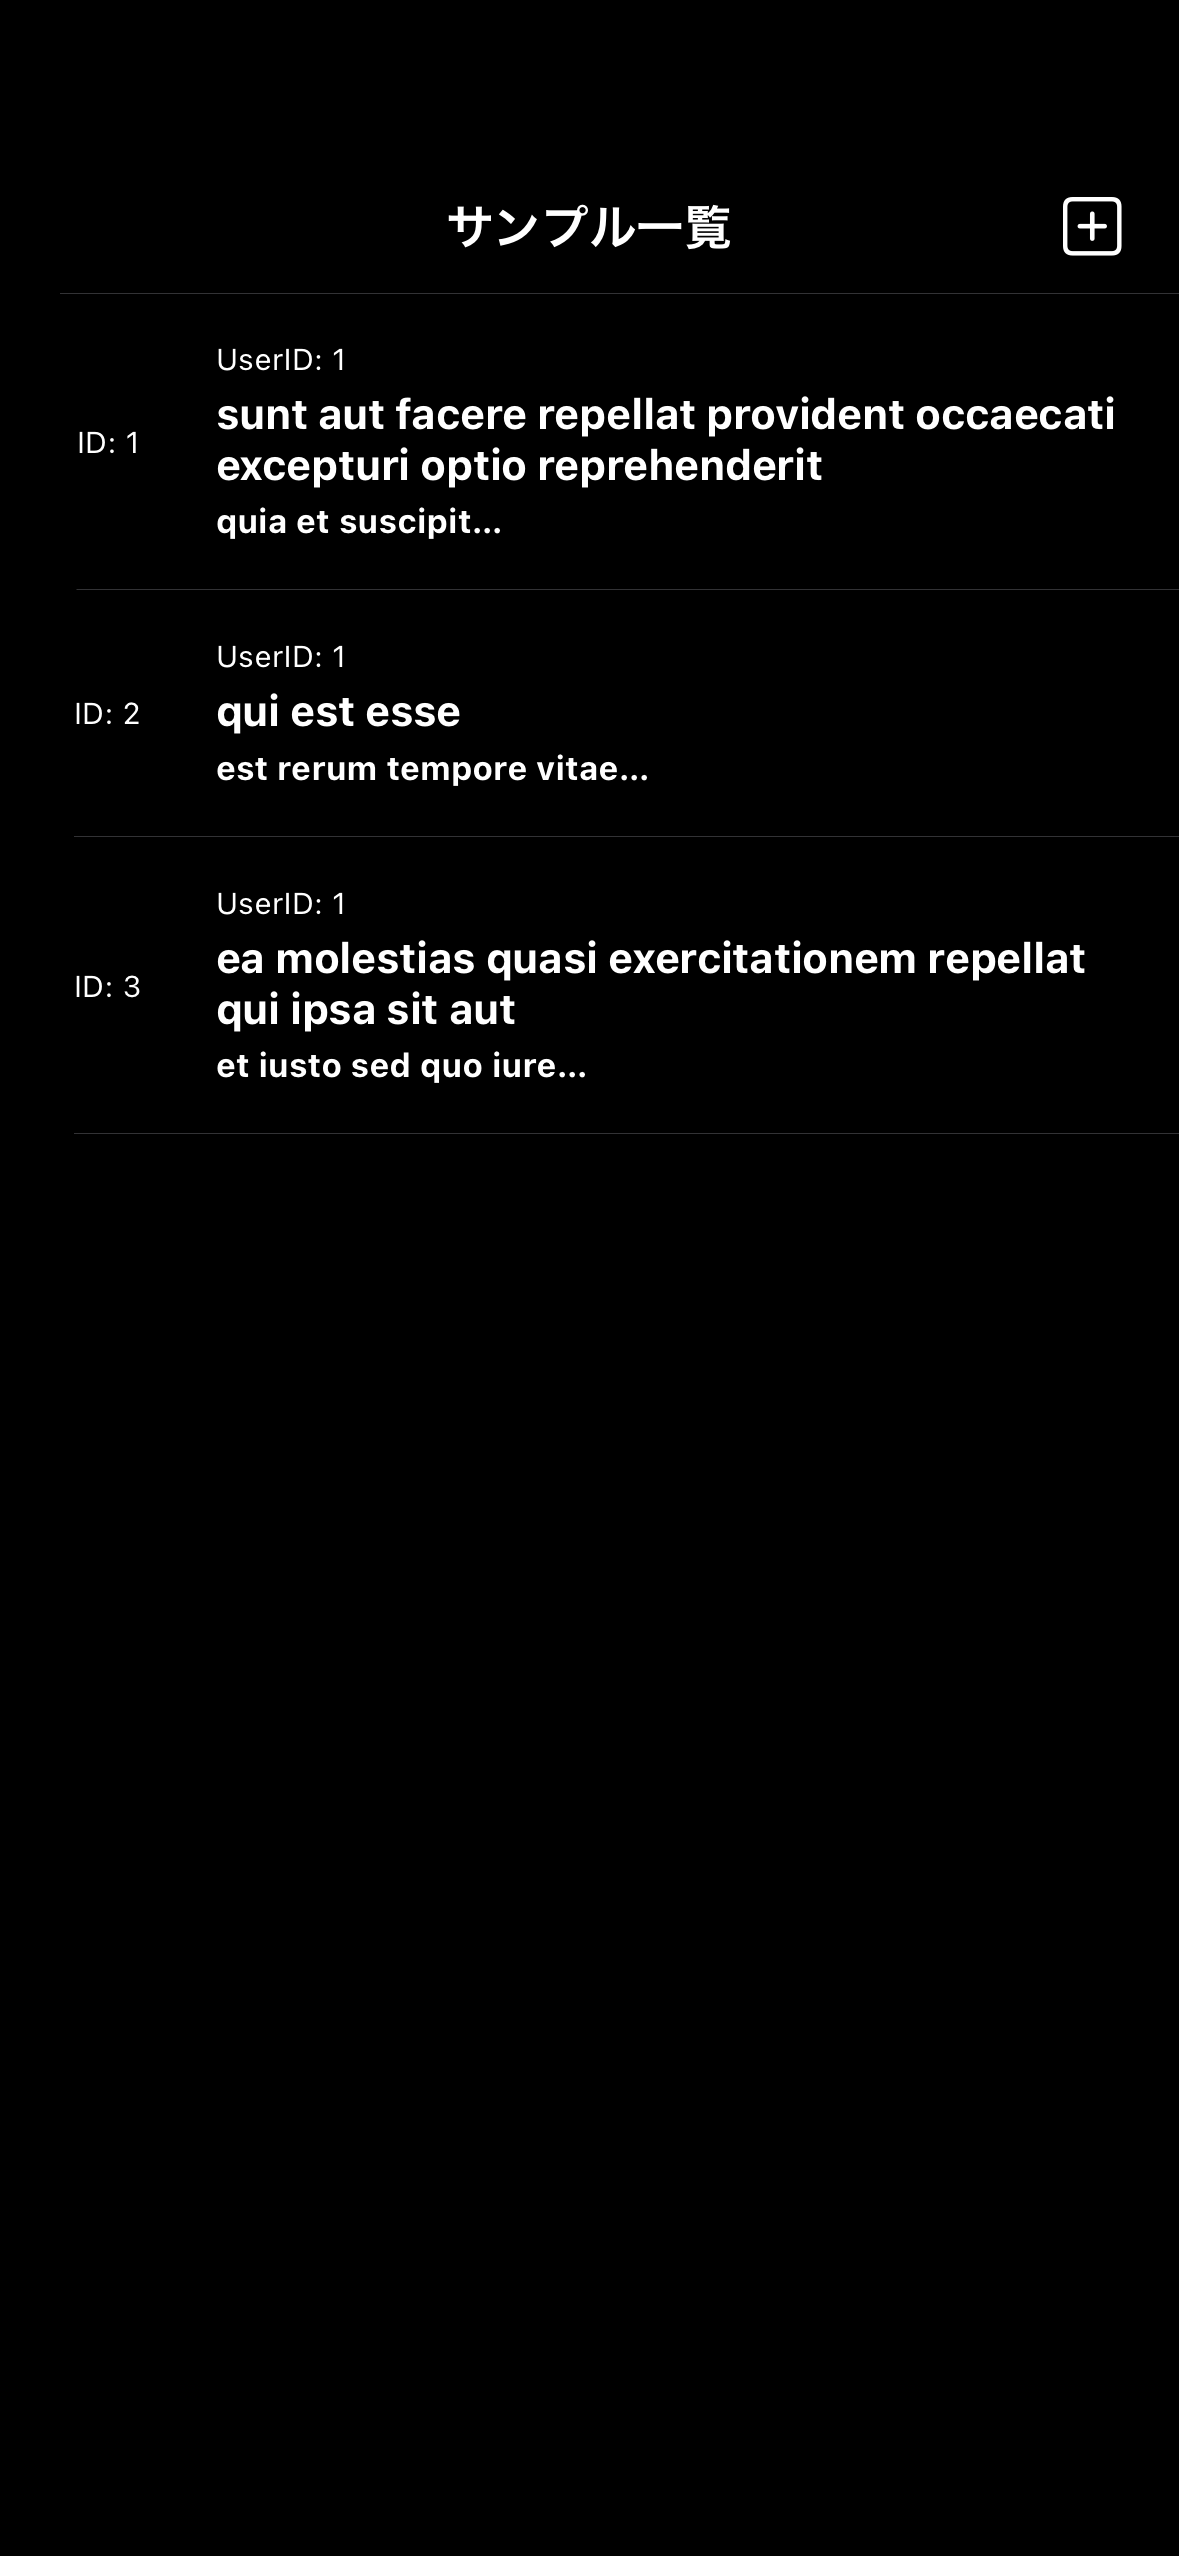 サンプル一覧
UserID: 1
sunt aut facere repellat provident occaecati
ID: 1
excepturi optio reprehenderit
quia et suscipit...
UserID: 1
ID: 2
qui est esse
est rerum tempore vitae...
UserID: 1
ea molestias quasi exercitationem repellat
ID: 3
qui ipsa sit aut
et iusto sed quo iure...